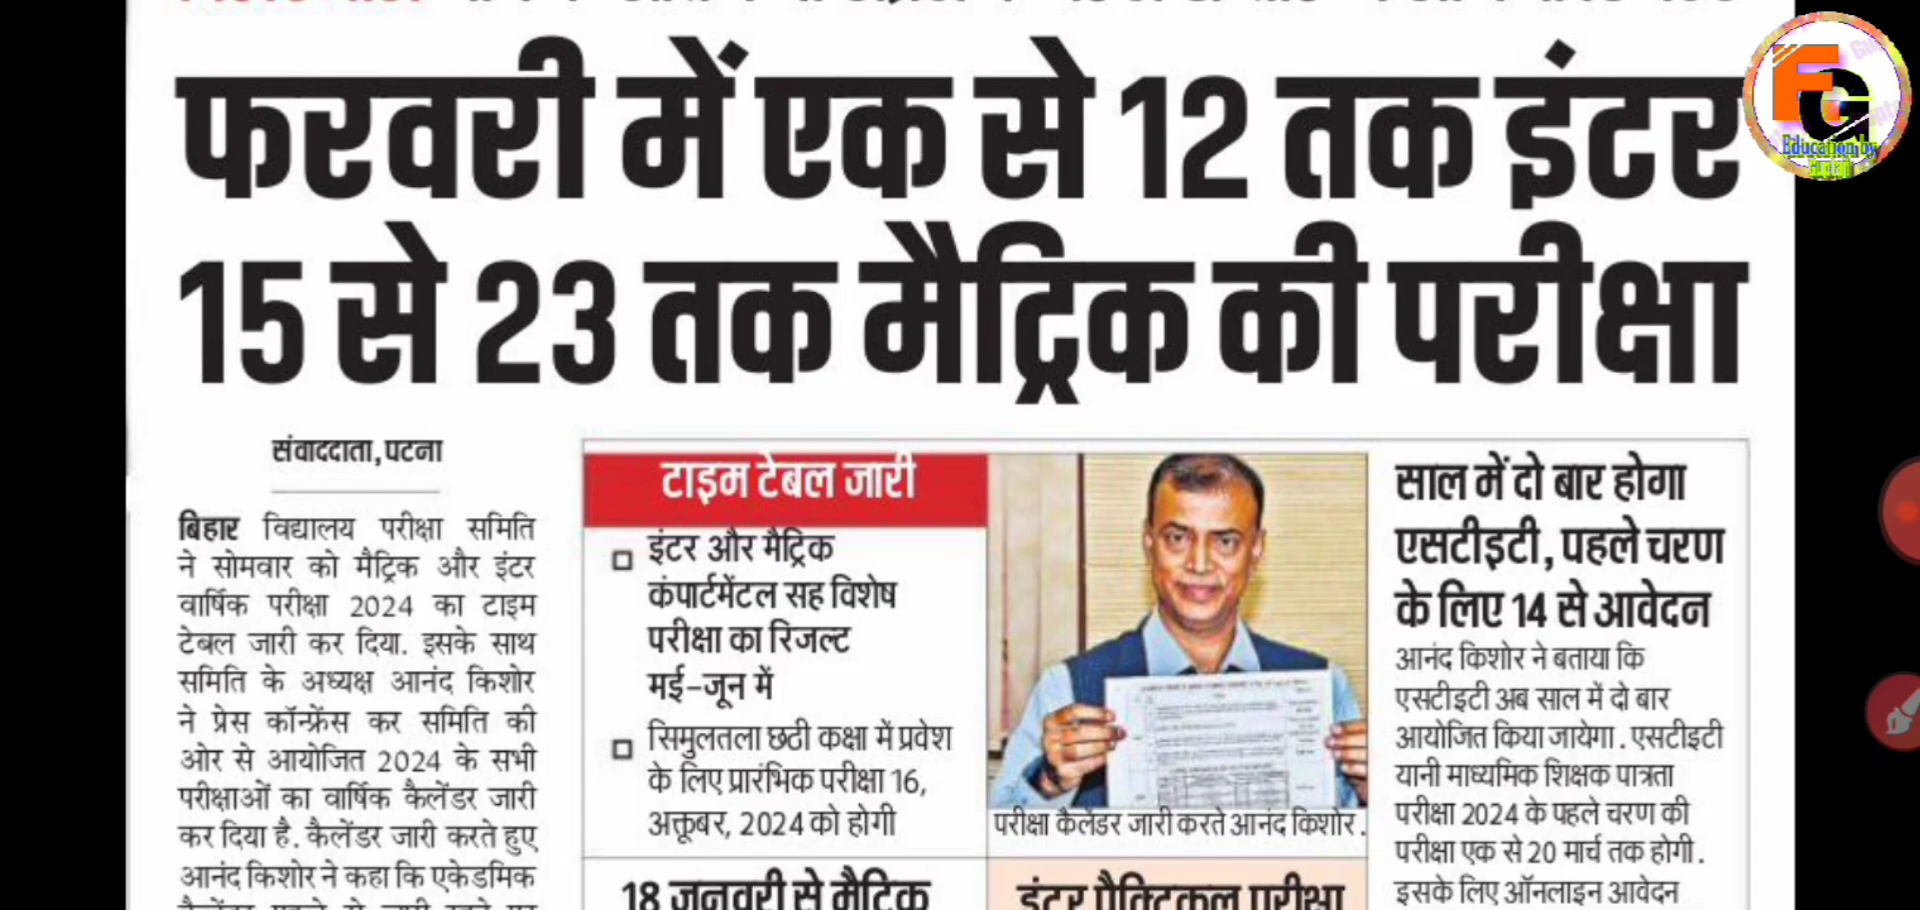 फरवरी में एक से 12 तक इंटर
15 से 23 तक मैट्रिक की परीक्षा
FG
Education by
Guptaji
संवाददाता, पटना
बिहार विद्यालय परीक्षा समिति
ने सोमवार को मैट्रिक और इंटर
वार्षिक परीक्षा 2024 का टाइम
टेबल जारी कर दिया. इसके साथ
समिति के अध्यक्ष आनंद किशोर
ने प्रेस कॉन्फ्रेंस कर समिति की
ओर से आयोजित 2024 के सभी
परीक्षाओं का वार्षिक कैलेंडर जारी
कर दिया है. कैलेंडर जारी करते हुए
आनंद किशोर ने कहा कि एकेडमिक
टाइम टेबल जारी
इंटर और मैट्रिक
कंपार्टमेंटल सह विशेष
परीक्षा का रिजल्ट
मई-जून में
सिमुलतला छठी कक्षा में प्रवेश
के लिए प्रारंभिक परीक्षा 16,
अक्तूबर, 2024 को होगी
18 जनवरी से मैट्रिक
परीक्षा कैलेंडर जारी करते आनंद किशोर.
इंटर प्रैक्टिकल परीक्षा
साल में दो बार होगा
एसटीइटी, पहले चरण
के लिए 14 से आवेदन
आनंद किशोर ने बताया कि
एसटीइटी अब साल में दो बार
आयोजित किया जायेगा. एसटीइटी
यानी माध्यमिक शिक्षक पात्रता
परीक्षा 2024 के पहले चरण की
परीक्षा एक से 20 मार्च तक होगी.
इसके लिए ऑनलाइन आवेदन